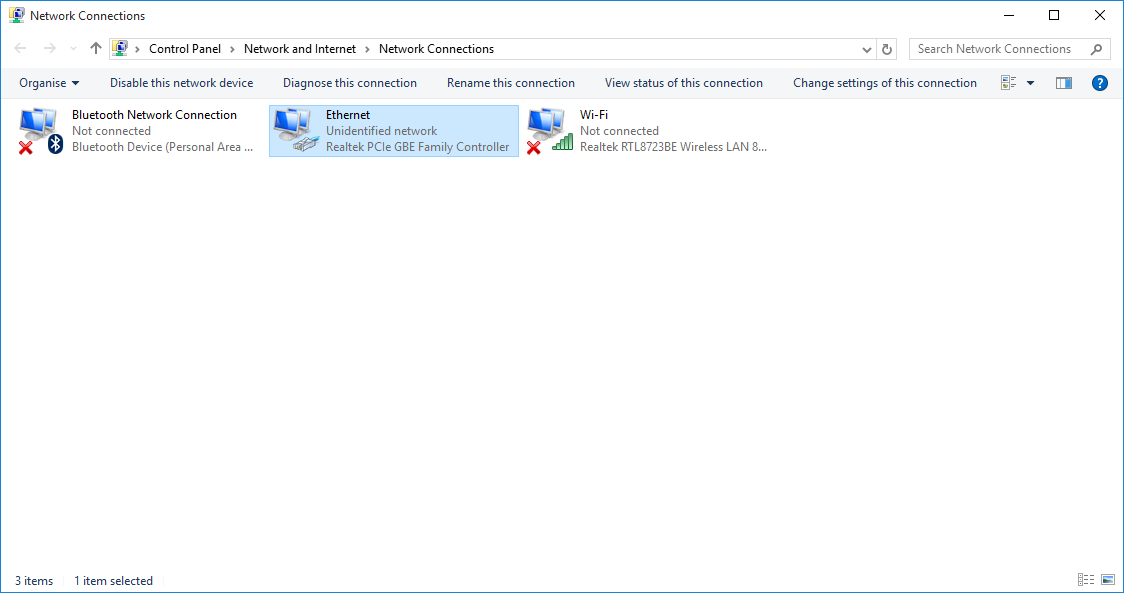 Network Connections
Control Panel > Network and Internet > Network Connections
Search Network Connections
Organise Disable this network device Diagnose this connection Rename this connection View status of this connection Change settings of this connection
Bluetooth Network Connection
Not connected
Bluetooth Device (Personal Area ...
Ethernet
Unidentified network
Realtek PCIe GBE Family Controller
Wi-Fi
Not connected
Realtek RTL8723BE Wireless LAN 8...
3 items 1 item selected